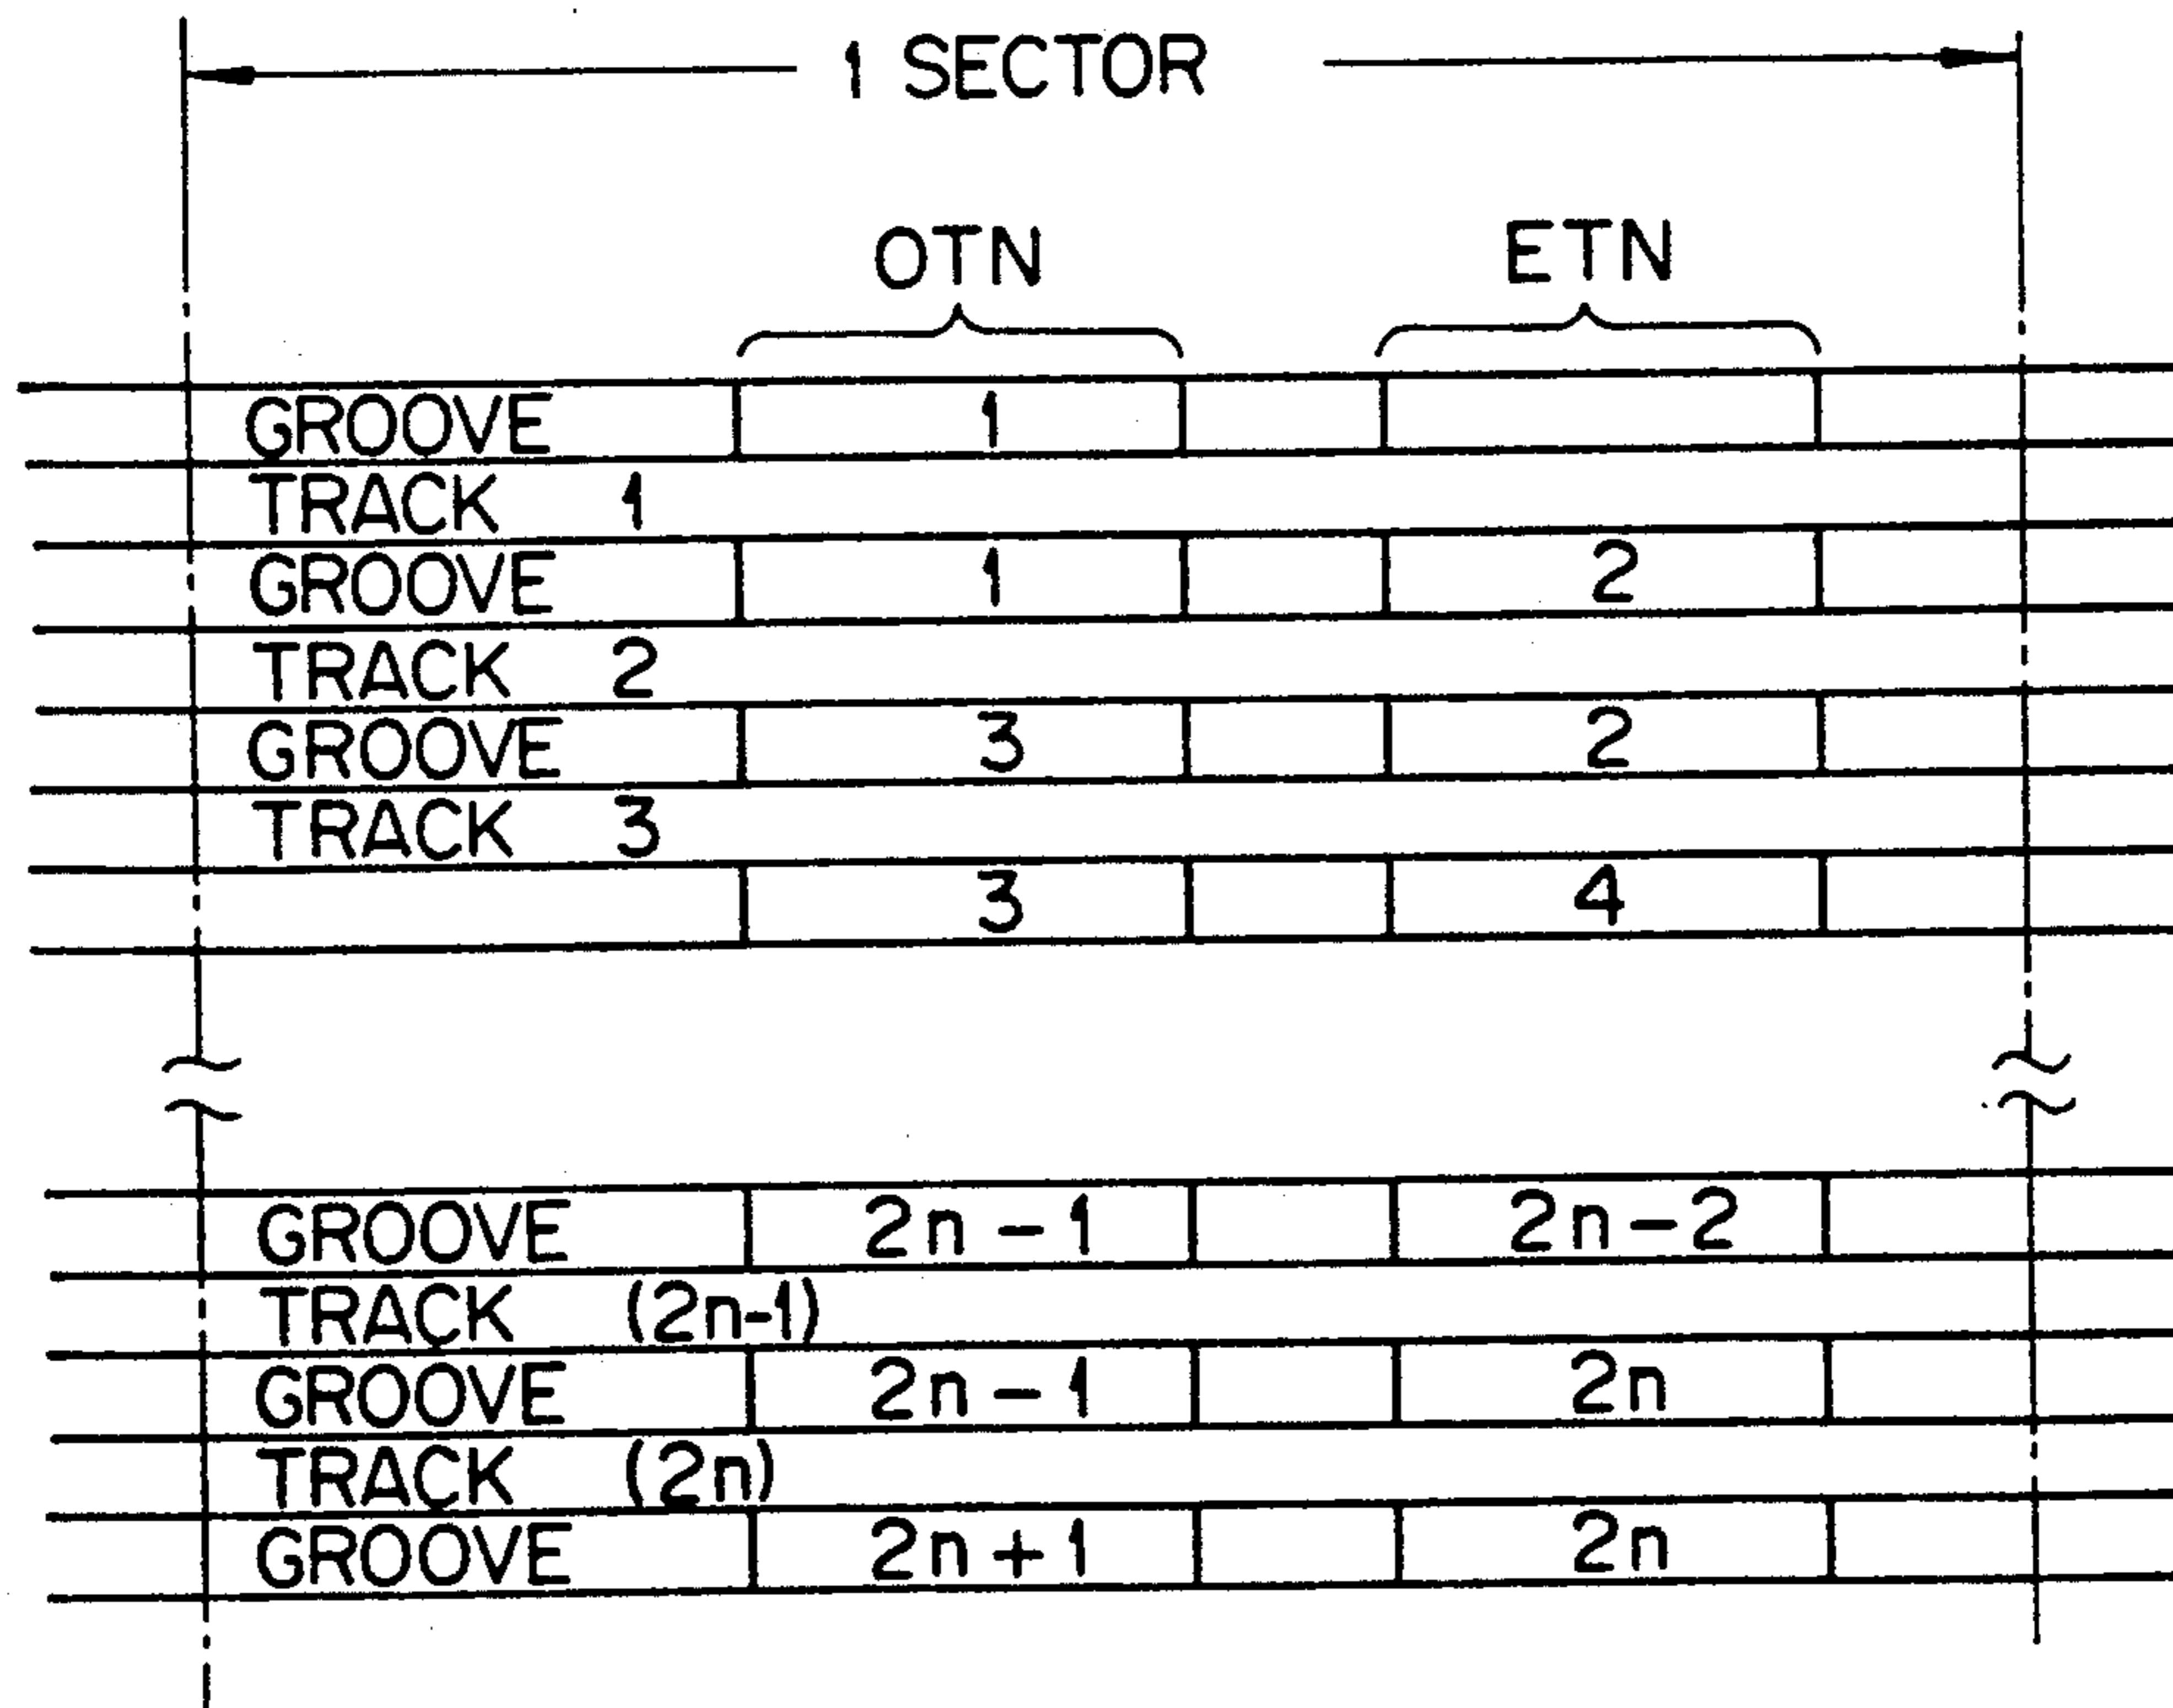 1 SECTOR
OTN ETN
GROOVE 1
TRACK 1
GROOVE 1 2
TRACK 2
GROOVE 3 2
TRACK 3
3 4
GROOVE 2n-1 2n-2
TRACK (2n-1)
GROOVE 2n-1 2n
TRACK (2n)
GROOVE 2n+1 2n